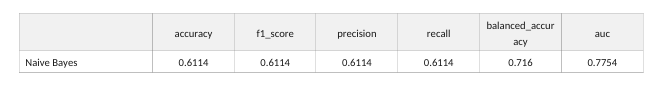 accuracy f1_score precision recall balanced_accur
acy auc
Naive Bayes 0.6114 0.6114 0.6114 0.6114 0.716 0.7754